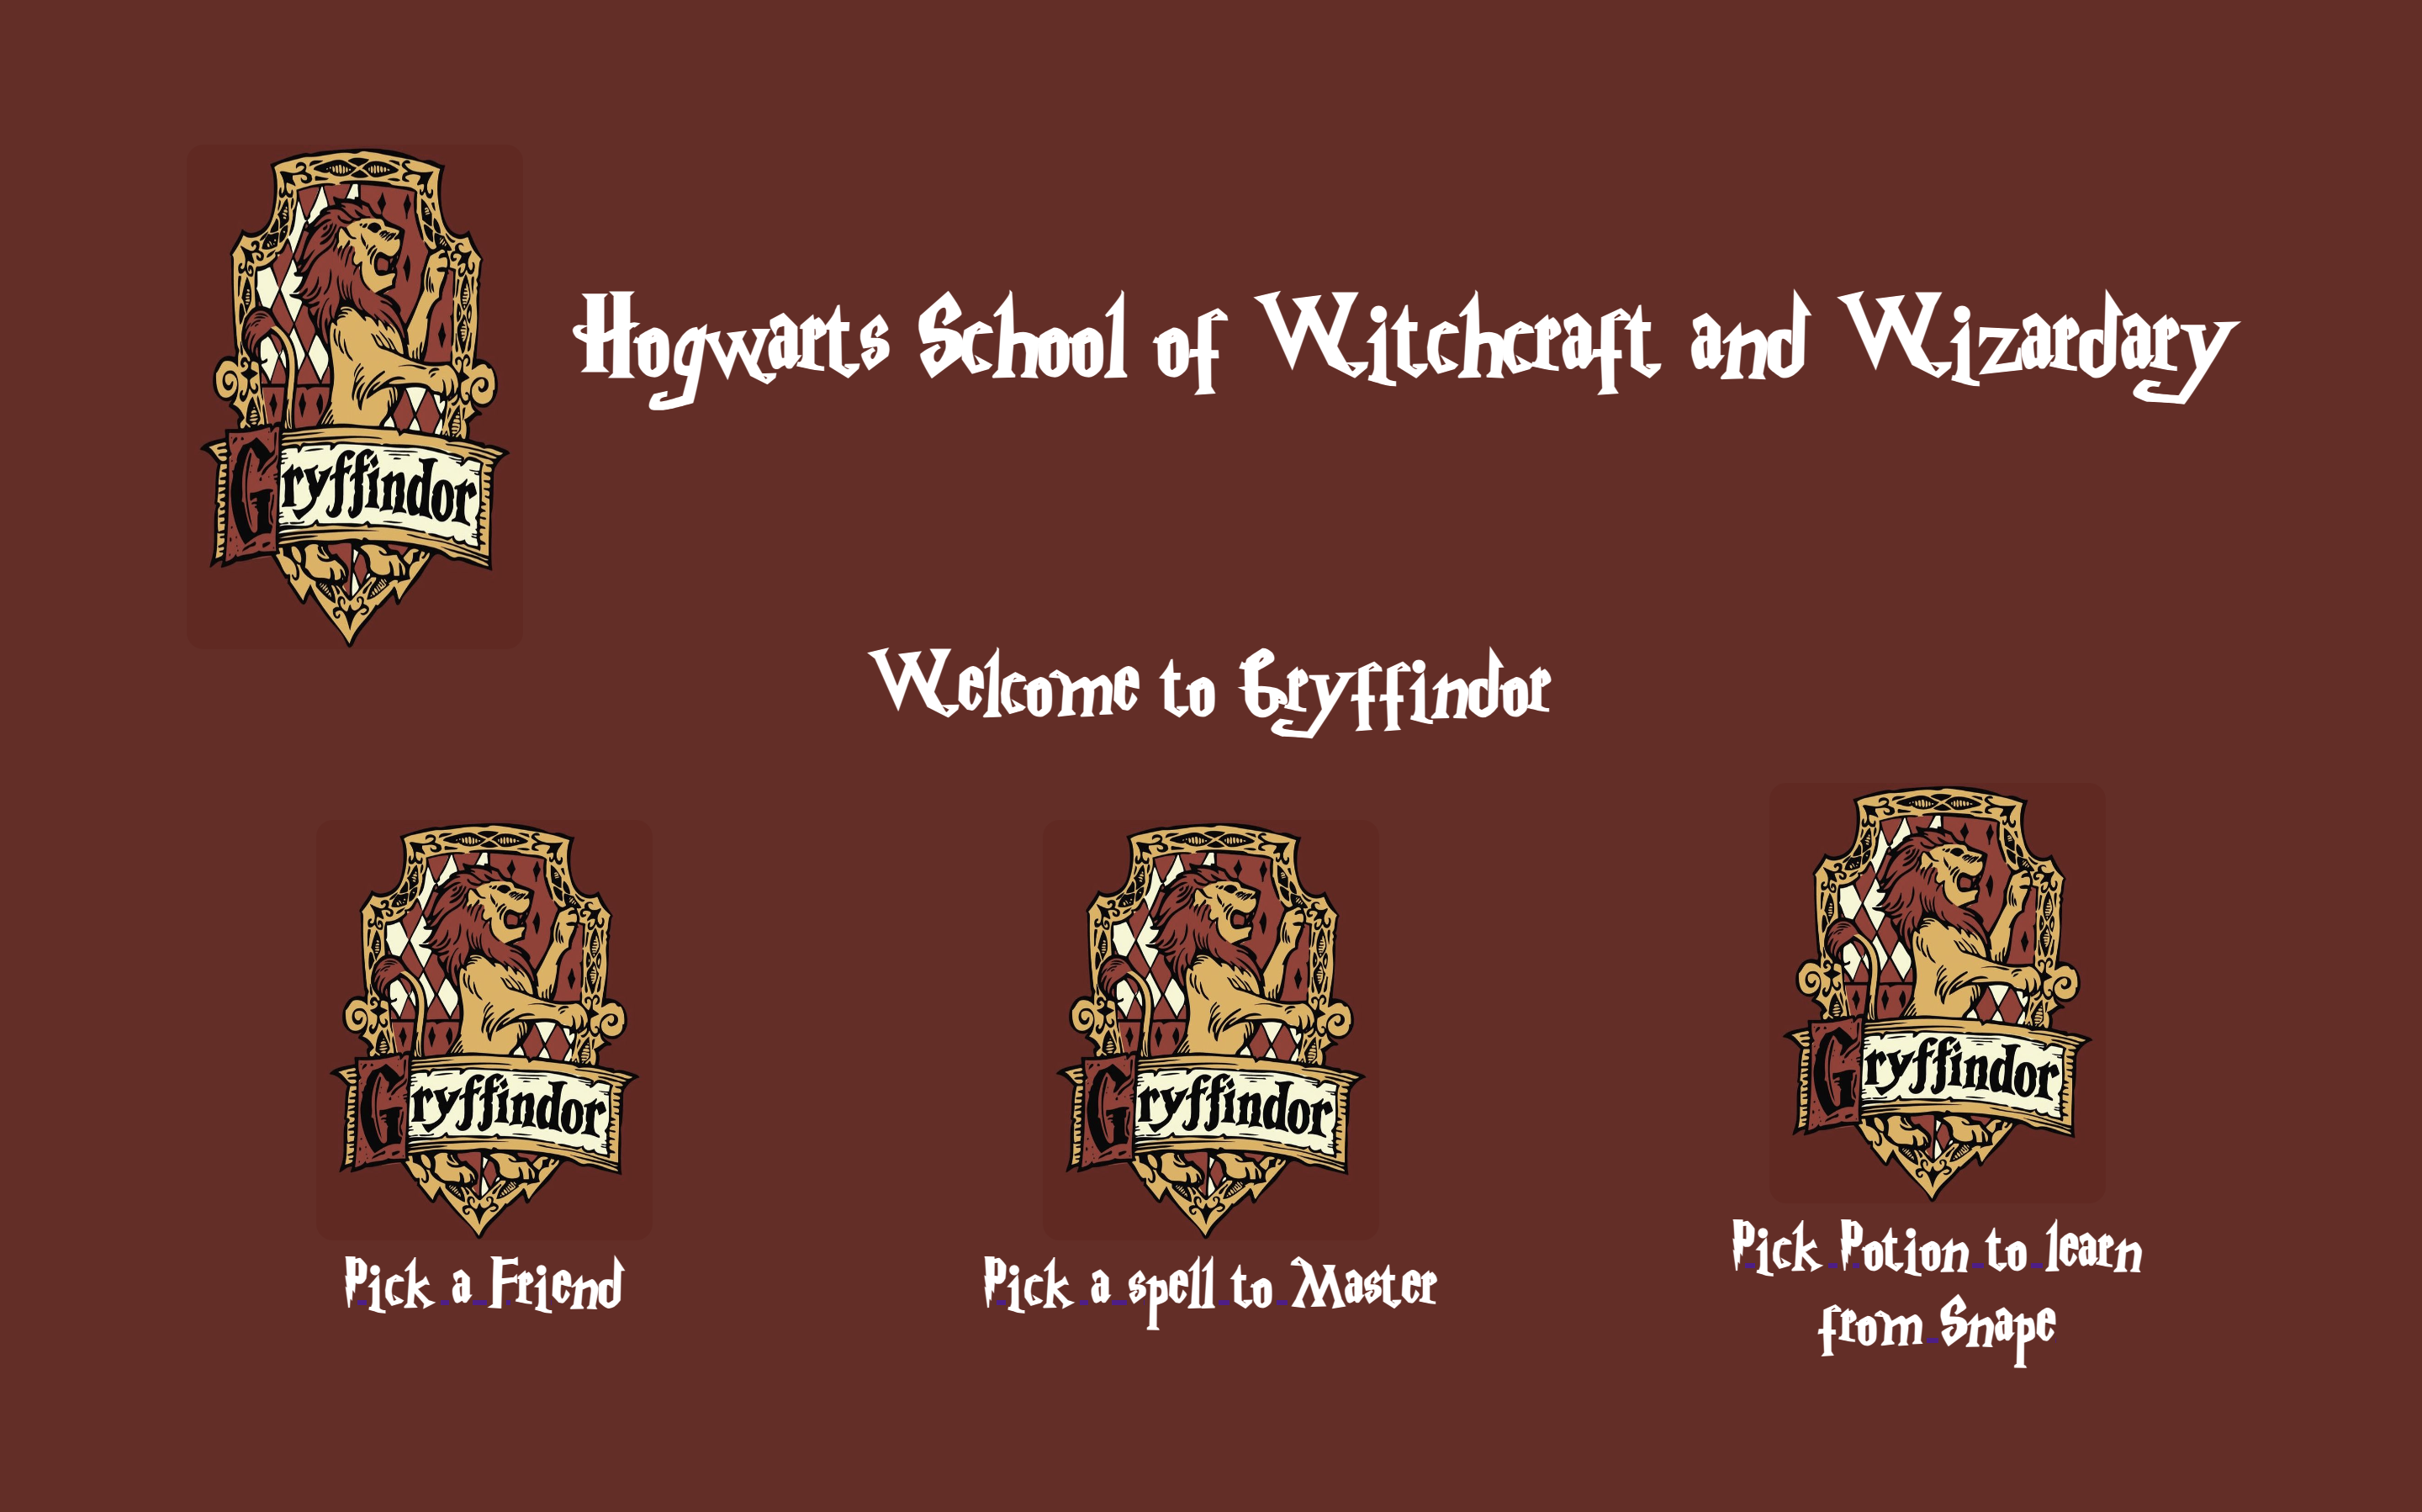 Gryffindor
Hogwarts School of Witchcraft and Wizardary
Welcome to Gryffindor
Gryffindor
Pick a Friend
Gryffindor
Pick a spell to Master
Gryffindor
Pick Potion to learn
from Snape